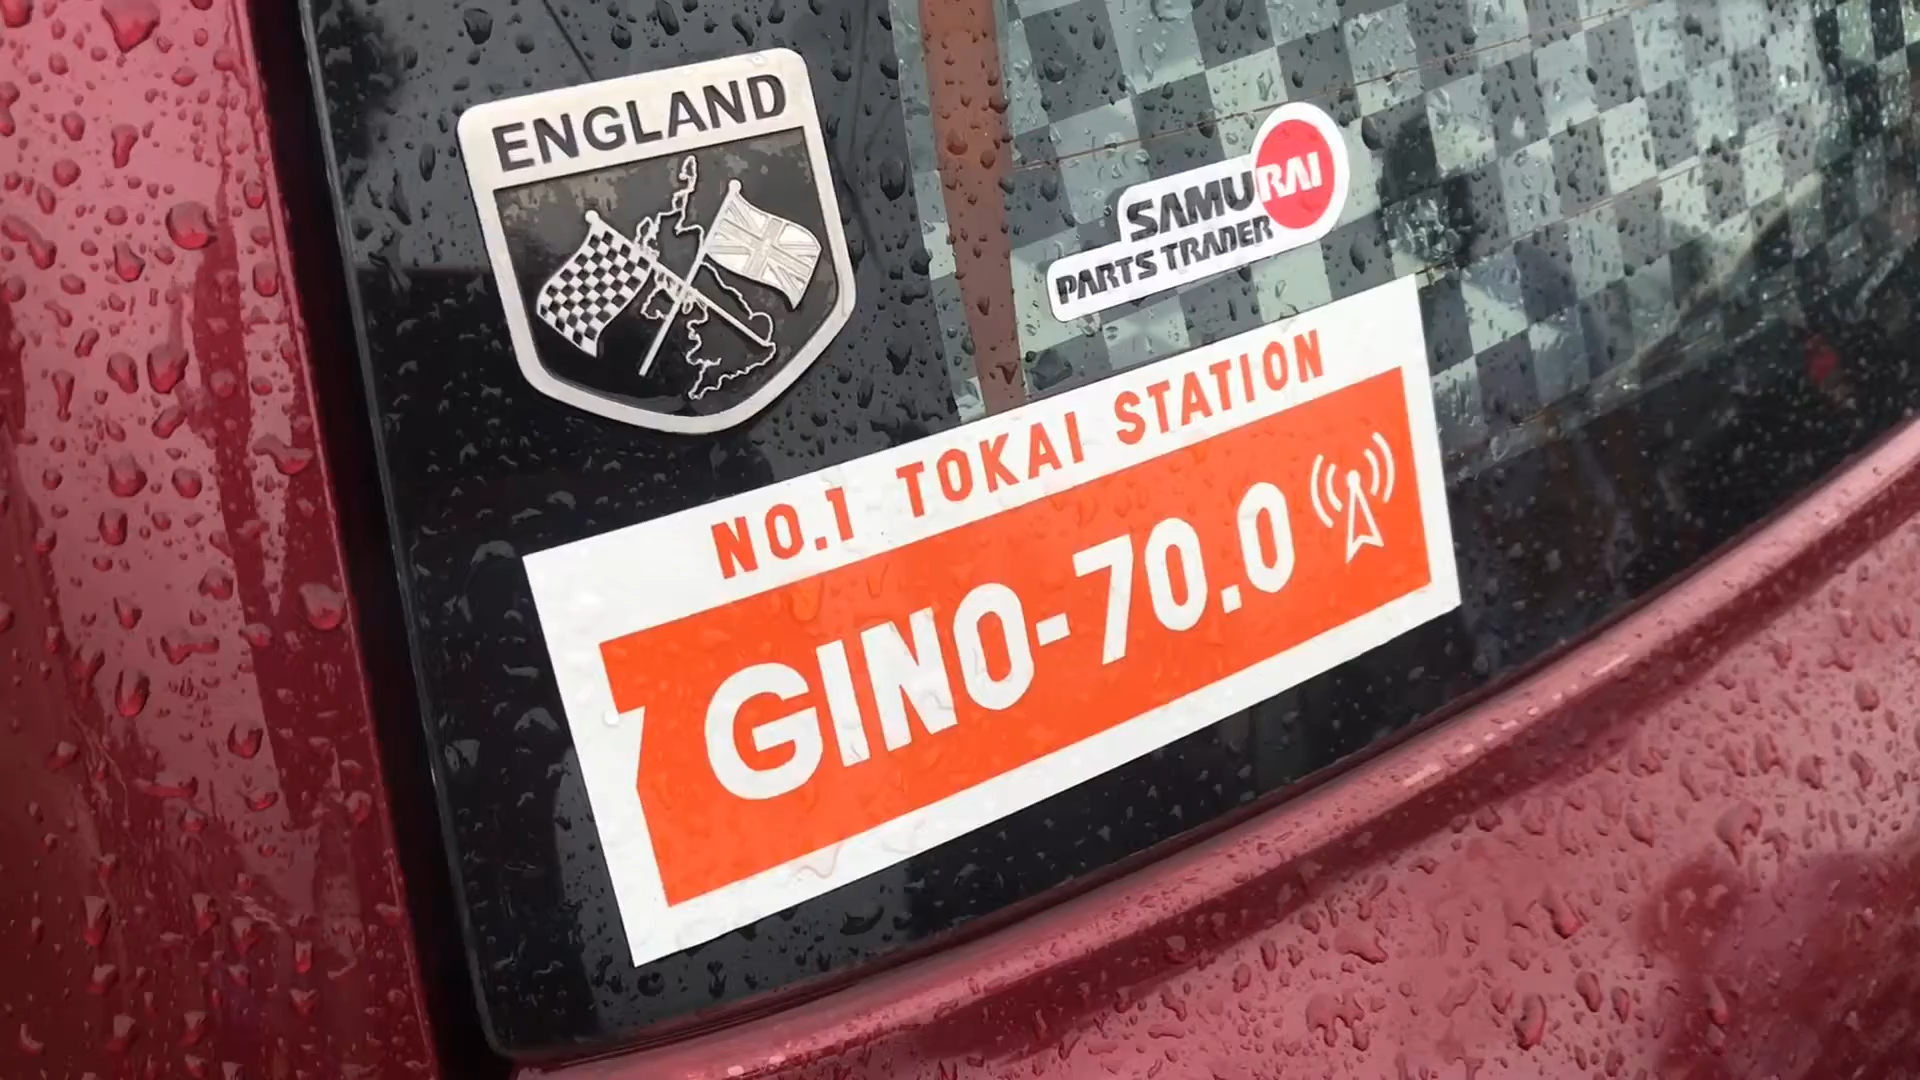 ENGLAND
SAMURAI
PARTS TRADER
NO.1 TOKAI STATION
GINO-70.0